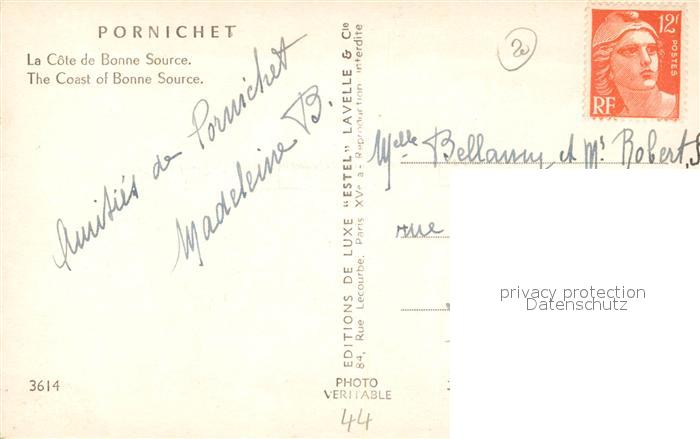 PORNICHET
La Côte de Bonne Source.
The Coast of Bonne Source.
Amitiés de Pornichet
Madeleine B.
3614
EDITIONS DE LUXE "ESTEL" LAVELLE & Cie
84, Rue Lecourbe, Paris XVe - Reproduction interdite
PHOTO
VERITABLE
44
20
12F
POSTES
RF
Melle Bellamy et Mr Robert
rue
privacy protection
Datenschutz